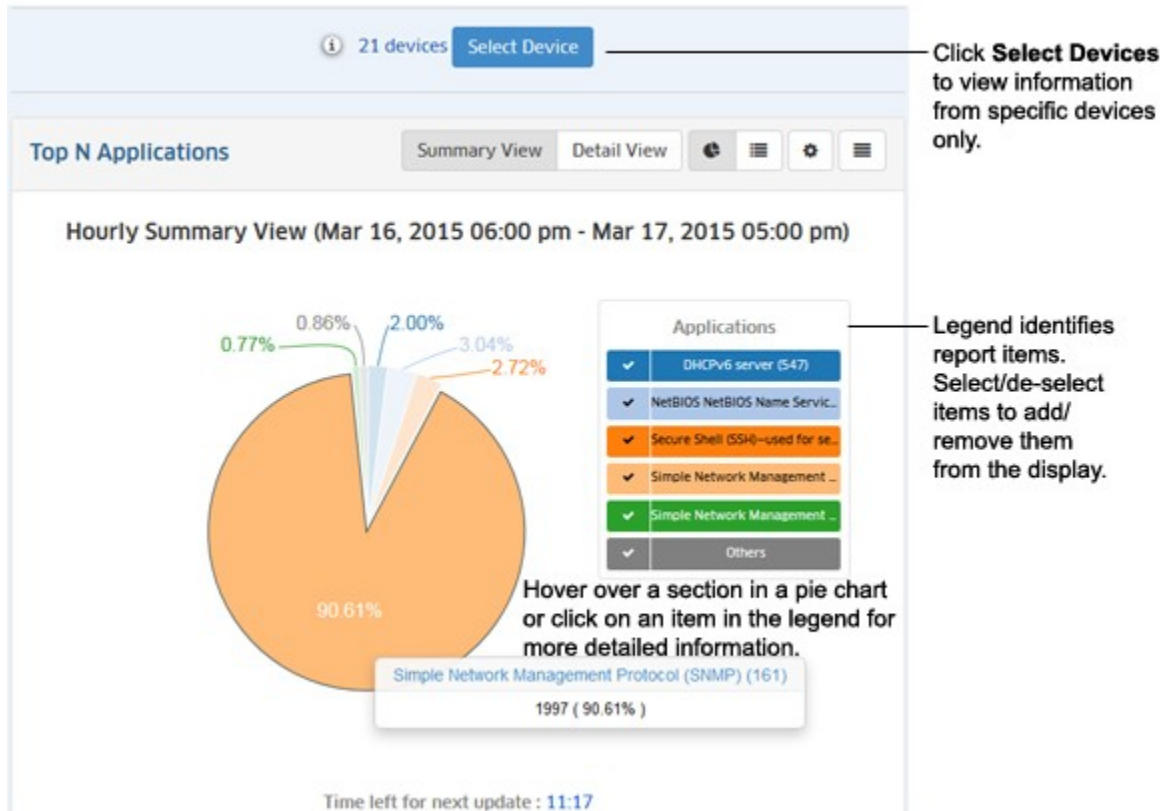 21 devices Select Device
Click Select Devices
to view information
from specific devices
only.
Top N Applications Summary View Detail View
Hourly Summary View (Mar 16, 2015 06:00 pm - Mar 17, 2015 05:00 pm)
0.86% 2.00%
0.77% 3.04%
2.72%
90.61%
Applications
DHCPv6 server (547)
NetBIOS NetBIOS Name Servic...
Secure Shell (SSH)—used for se...
Simple Network Management ...
Simple Network Management ...
Others
Legend identifies
report items.
Select/de-select
items to add/
remove them
from the display.
Hover over a section in a pie chart
or click on an item in the legend for
more detailed information.
Simple Network Management Protocol (SNMP) (161)
1997 ( 90.61% )
Time left for next update : 11:17